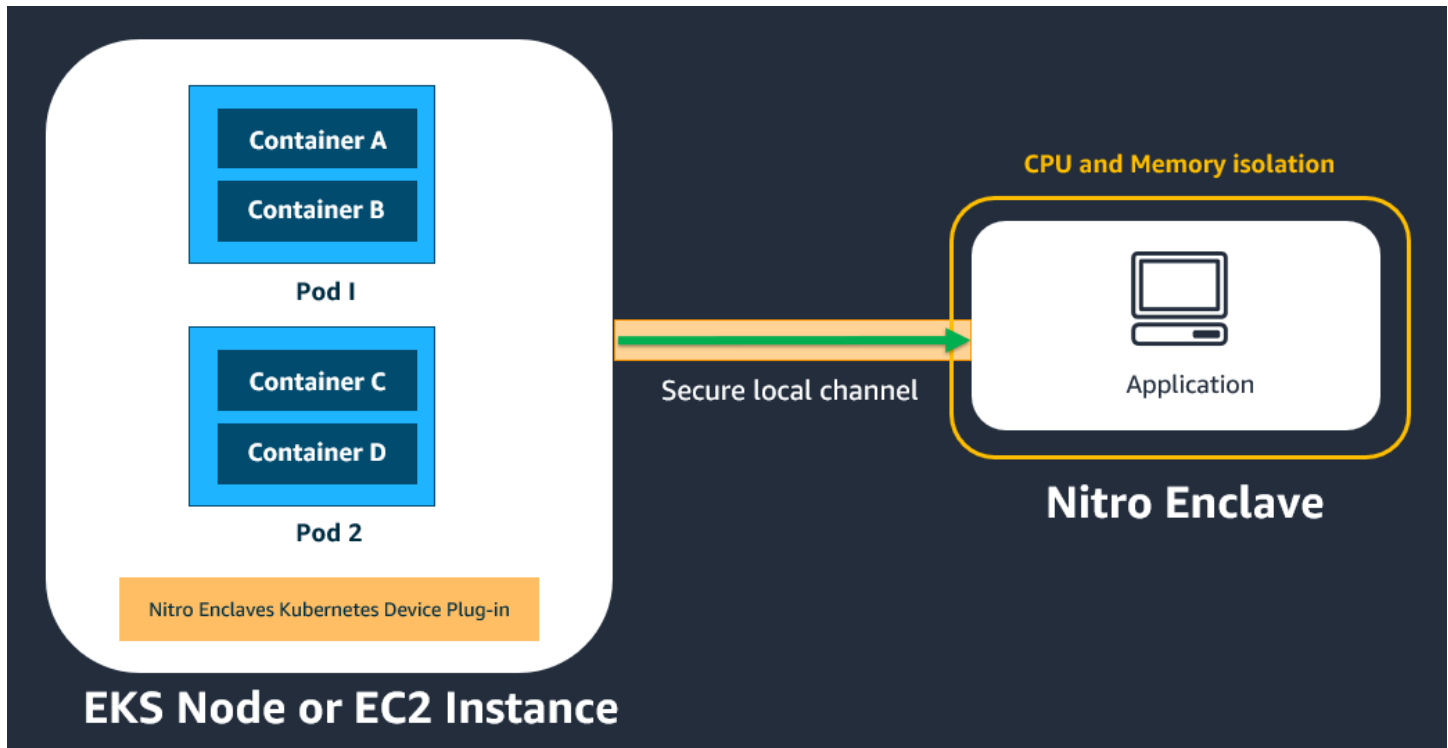 Container A
Container B
Pod I
Container C
Container D
Pod 2
Nitro Enclaves Kubernetes Device Plug-in
EKS Node or EC2 Instance
Secure local channel
CPU and Memory isolation
Application
Nitro Enclave